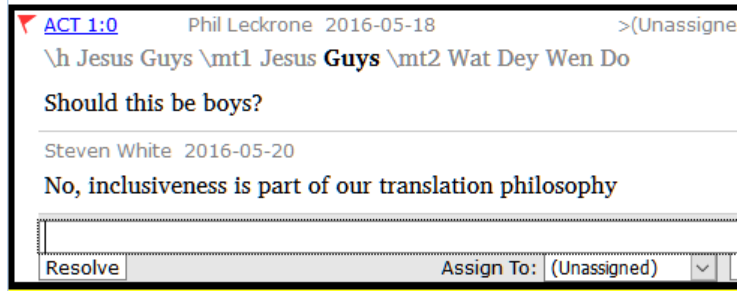 ACT 1:0 Phil Leckrone 2016-05-18 >(Unassigne
\h Jesus Guys \mt1 Jesus Guys \mt2 Wat Dey Wen Do
Should this be boys?
Steven White 2016-05-20
No, inclusiveness is part of our translation philosophy
Resolve Assign To: (Unassigned)